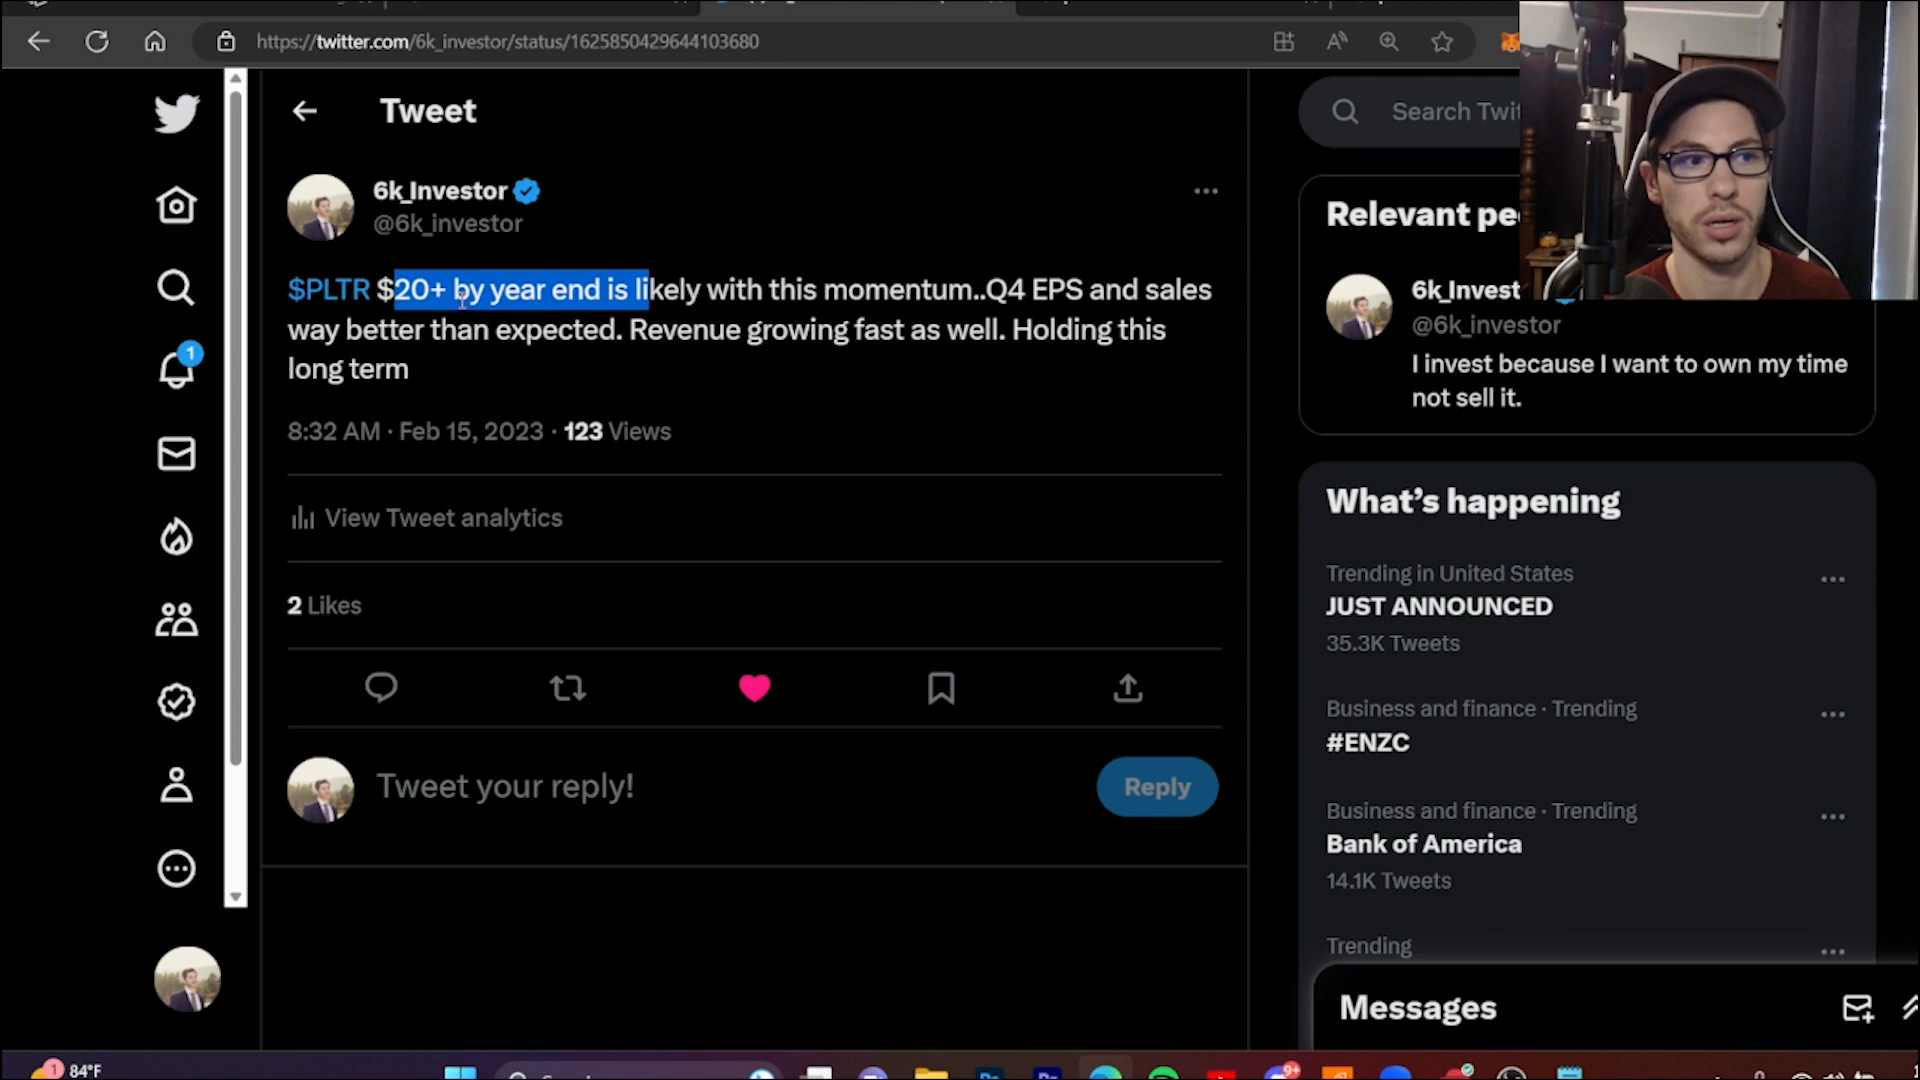 https://twitter.com/6k_investor/status/1625850429644103680
Tweet
Search Twit
6k_Investor
@6k_investor
$PLTR $20+ by year end is likely with this momentum..Q4 EPS and sales
way better than expected. Revenue growing fast as well. Holding this
long term
8:32 AM · Feb 15, 2023 · 123 Views
View Tweet analytics
2 Likes
Tweet your reply!
Reply
1
Relevant pe
6k_Invest
@6k_investor
I invest because I want to own my time
not sell it.
What's happening
Trending in United States
JUST ANNOUNCED
35.3K Tweets
Business and finance · Trending
#ENZC
Business and finance · Trending
Bank of America
14.1K Tweets
Trending
Messages
1
84°F
9+